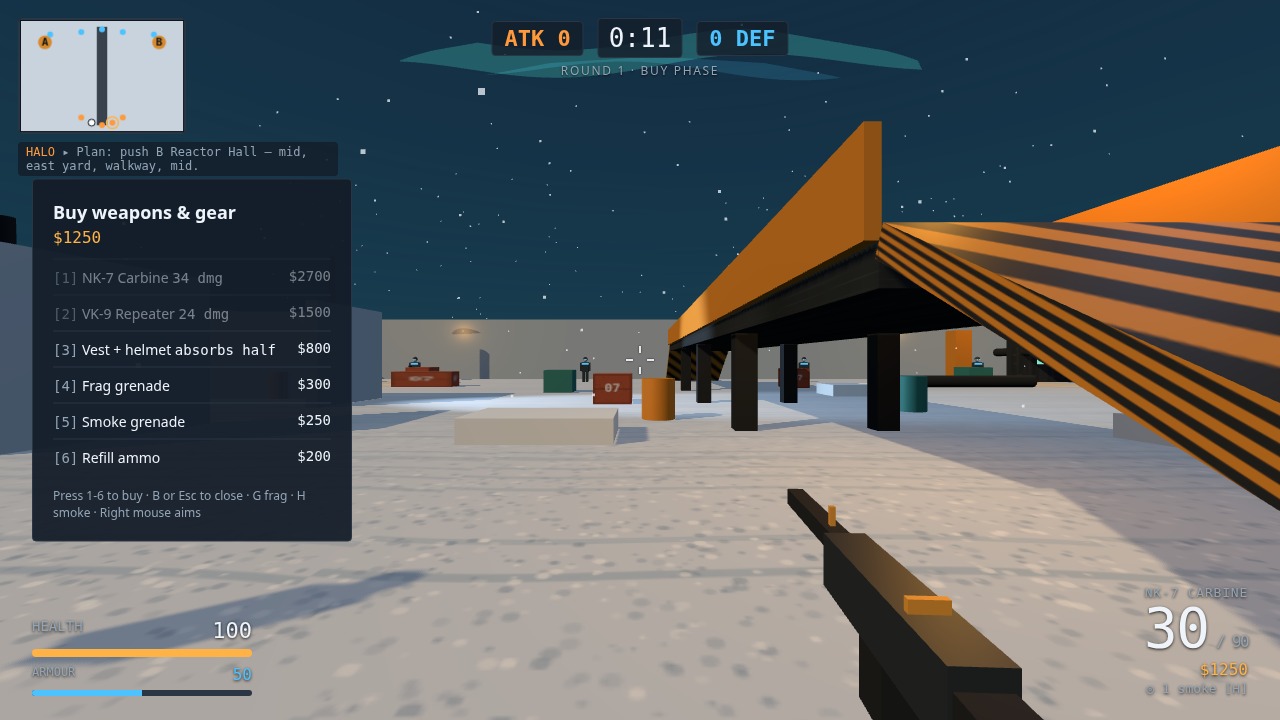 A
B
ATK 0
0:11
0 DEF
ROUND 1 · BUY PHASE
HALO ▸ Plan: push B Reactor Hall — mid,
east yard, walkway, mid.
Buy weapons & gear
$1250
[1] NK-7 Carbine 34 dmg $2700
[2] VK-9 Repeater 24 dmg $1500
[3] Vest + helmet absorbs half $800
[4] Frag grenade $300
[5] Smoke grenade $250
[6] Refill ammo $200
Press 1-6 to buy · B or Esc to close · G frag · H
smoke · Right mouse aims
07
HEALTH 100
ARMOUR 50
NK-7 CARBINE
30 / 90
$1250
1 smoke [H]